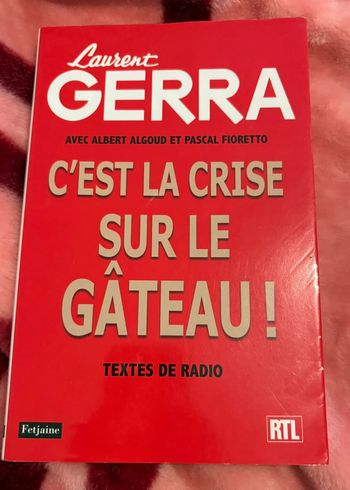 Laurent
GERRA
AVEC ALBERT ALGOUD ET PASCAL FIORETTO
C'EST LA CRISE
SUR LE
GÂTEAU !
TEXTES DE RADIO
Fetjaine
RTL